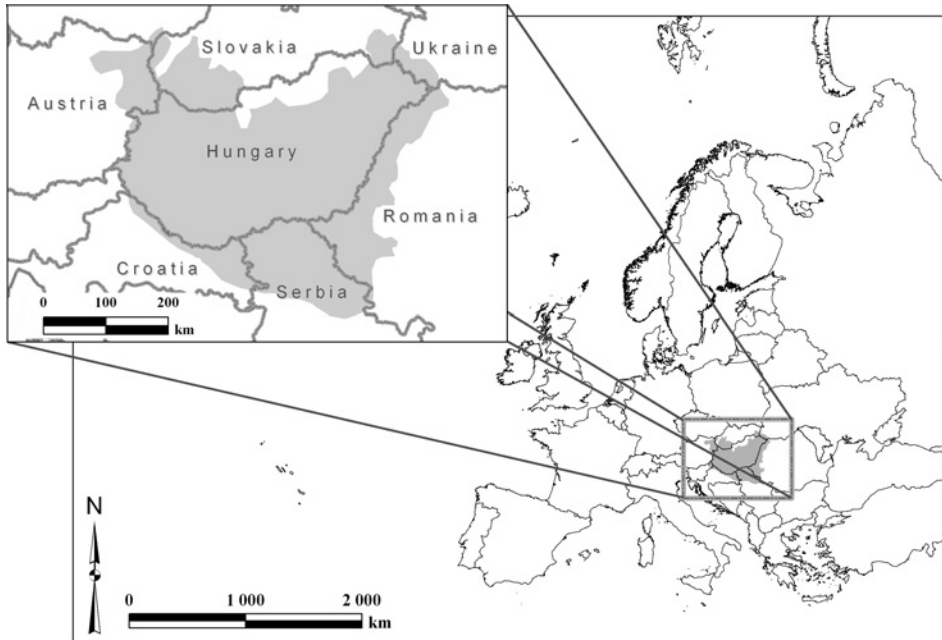 Slovakia
Ukraine
Austria
Hungary
Romania
Croatia
Serbia
0 100 200
km
N
0 1 000 2 000
km